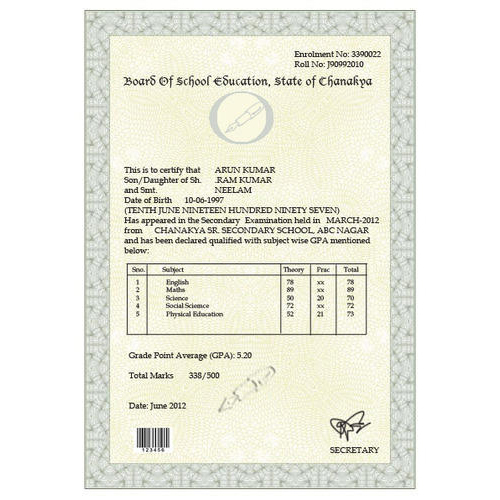 Enrolment No: 3390022
Roll No: J90992010
Board Of School Education, State of Chanakya
This is to certify that ARUN KUMAR
Son/Daughter of Sh. .RAM KUMAR
and Smt. NEELAM
Date of Birth 10-06-1997
(TENTH JUNE NINETEEN HUNDRED NINETY SEVEN)
Has appeared in the Secondary Examination held in MARCH-2012
from CHANAKYA SR. SECONDARY SCHOOL, ABC NAGAR
and has been declared qualified with subject wise GPA mentioned
below:
Sno. Subject Theory Prac Total
1 English 78 xx 78
2 Maths 89 xx 89
3 Science 50 20 70
4 Social Science 72 xx 72
5 Physical Education 52 21 73
Grade Point Average (GPA): 5.20
Total Marks 338/500
Date: June 2012
123456
SECRETARY